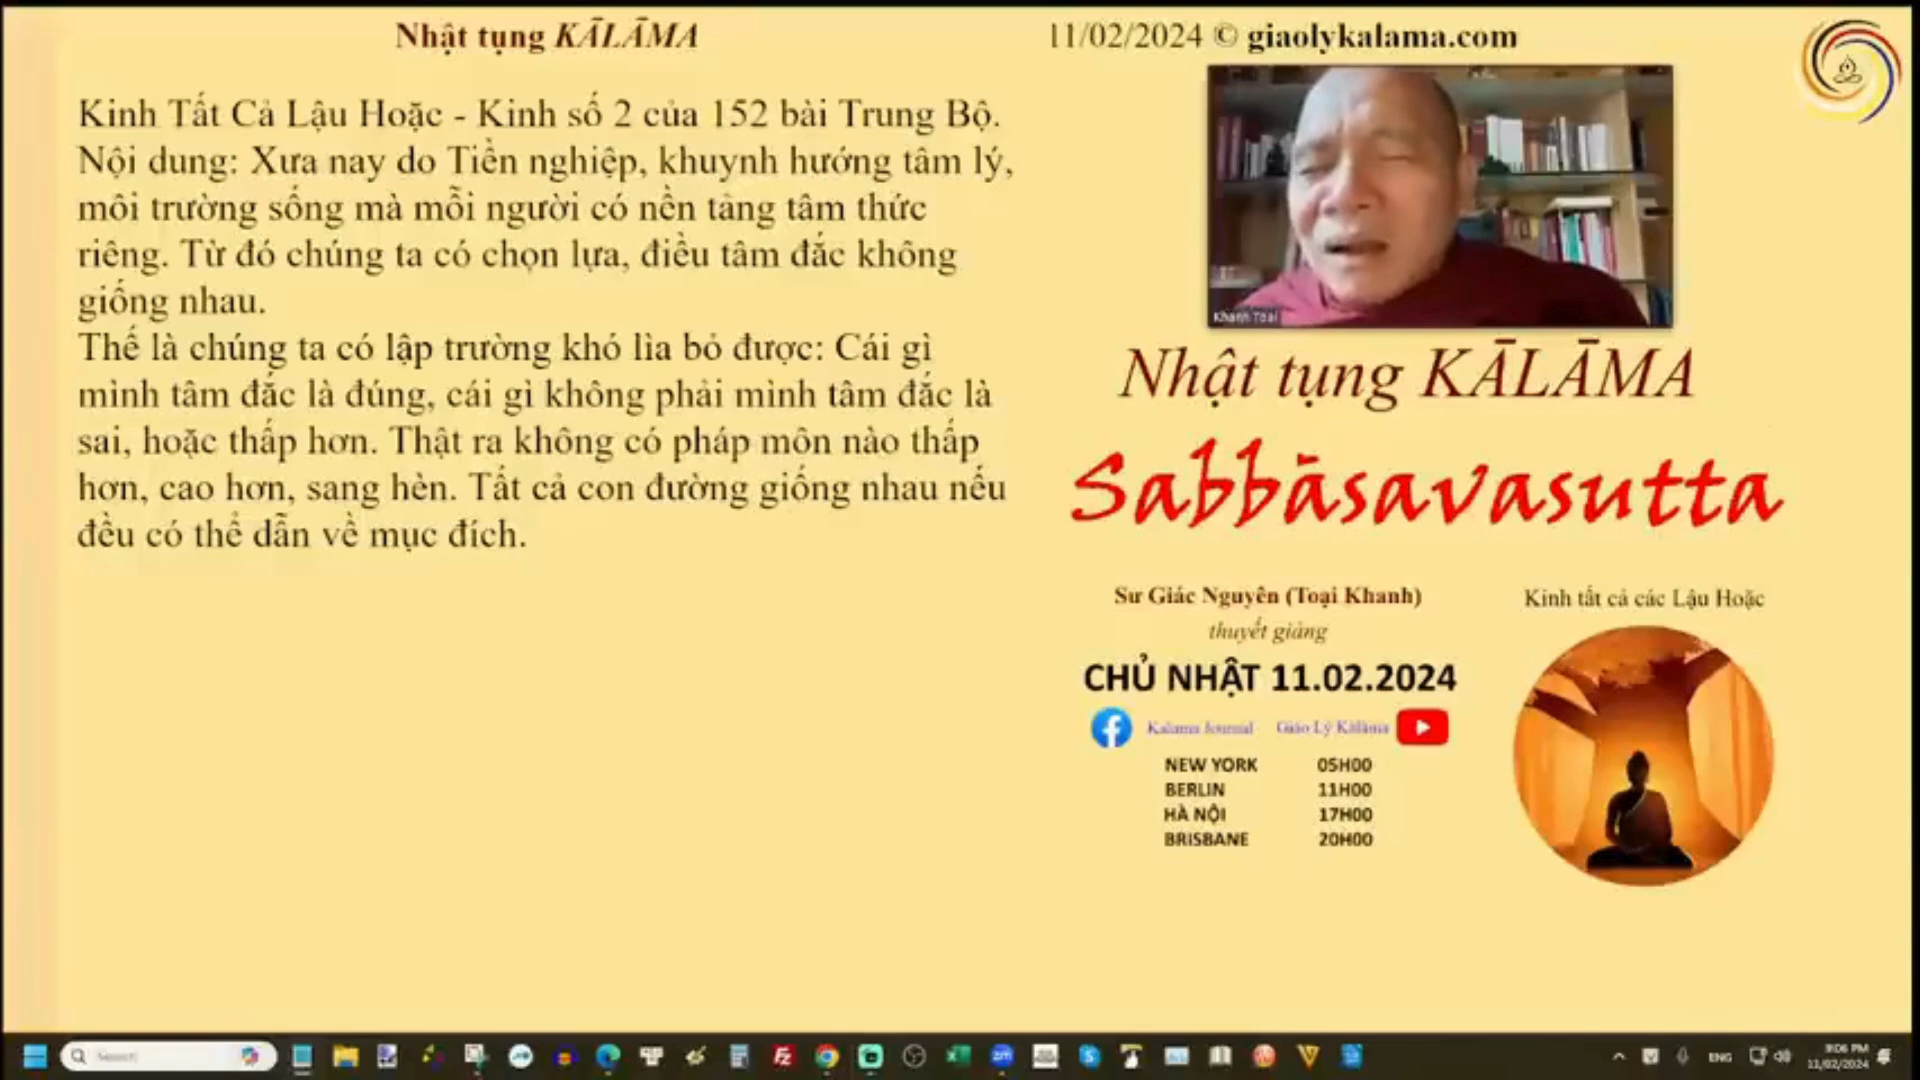 Nhật tụng KĀLĀMA
11/02/2024 © giaolykalama.com
Kinh Tất Cả Lậu Hoặc - Kinh số 2 của 152 bài Trung Bộ.
Nội dung: Xưa nay do Tiền nghiệp, khuynh hướng tâm lý,
môi trường sống mà mỗi người có nền tảng tâm thức
riêng. Từ đó chúng ta có chọn lựa, điều tâm đắc không
giống nhau.
Thế là chúng ta có lập trường khó lìa bỏ được: Cái gì
mình tâm đắc là đúng, cái gì không phải mình tâm đắc là
sai, hoặc thấp hơn. Thật ra không có pháp môn nào thấp
hơn, cao hơn, sang hèn. Tất cả con đường giống nhau nếu
đều có thể dẫn về mục đích.
Khanh Toai
Nhật tụng KĀLĀMA
Sabbāsavasutta
Sư Giác Nguyên (Toại Khanh)
thuyết giảng
Kinh tất cả các Lậu Hoặc
CHỦ NHẬT 11.02.2024
Kalama Journal Giáo Lý Kālāma
NEW YORK 05H00
BERLIN 11H00
HÀ NỘI 17H00
BRISBANE 20H00
Search
ENG
9:06 PM
11/02/2024